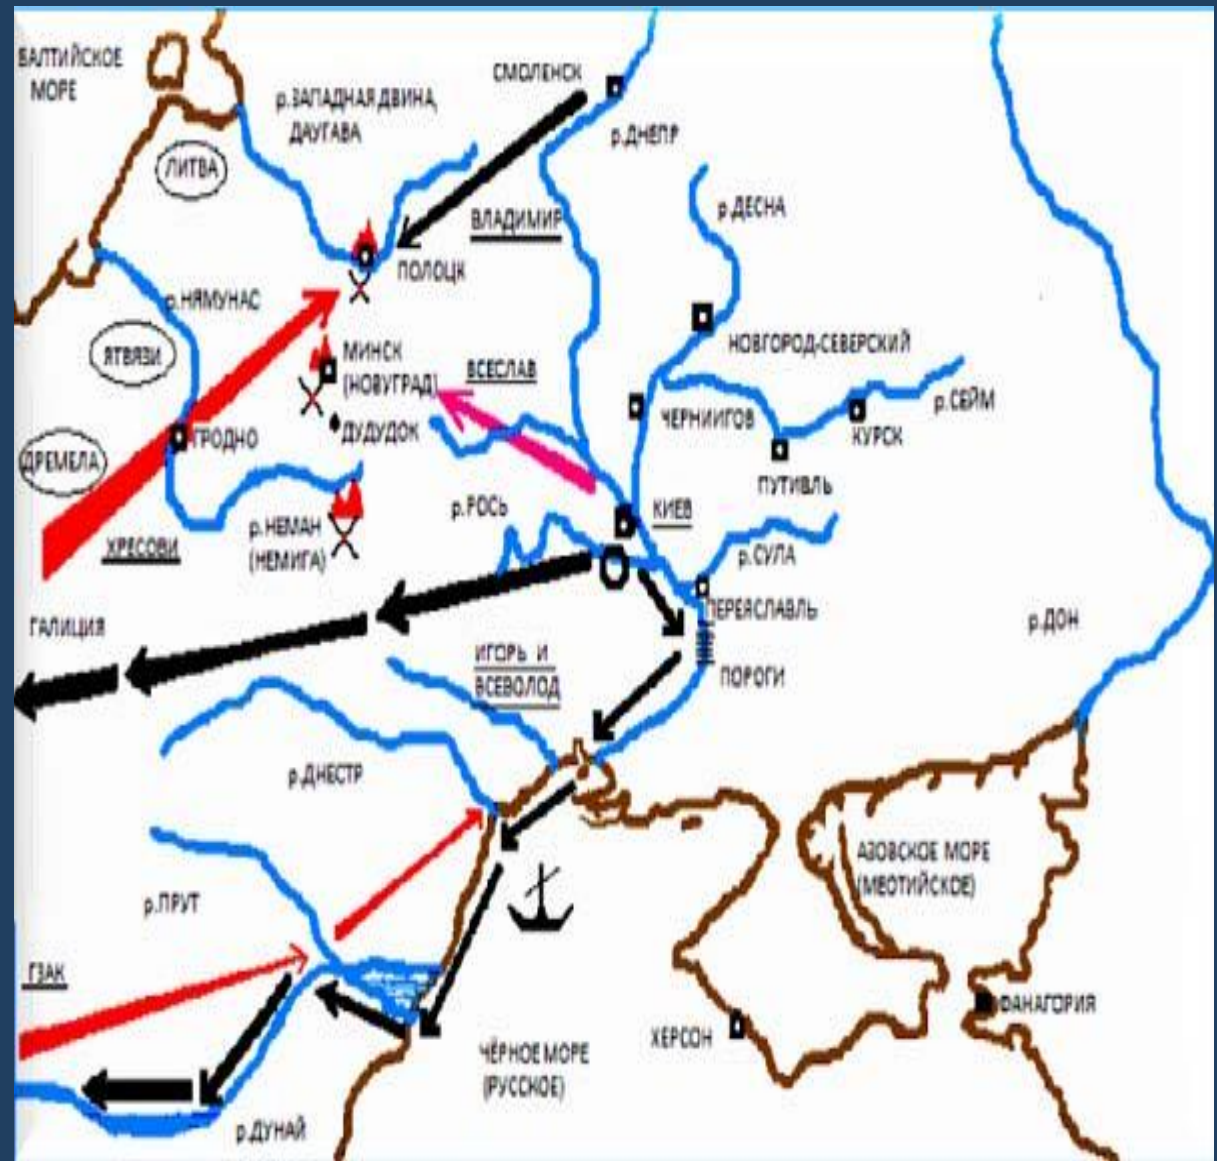 БАЛТИЙСКОЕ
МОРЕ
СМОЛЕНСК
р.ЗАПАДНАЯ ДВИНА,
ДАУГАВА
р.ДНЕПР
ЛИТВА
ВЛАДИМИР
р.ДЕСНА
ПОЛОЦК
р.НЯМУНАС
ЯТВЯЗИ
МИНСК
(НОВУГРАД)
ВСЕСЛАВ
НОВГОРОД-СЕВЕРСКИЙ
р.СЕЙМ
ЧЕРНИИГОВ
КУРСК
ДУДУДОК
ГРОДНО
ДРЕМЕЛА
ПУТИВЛЬ
р.РОСЬ
КИЕВ
р.НЕМАН
(НЕМИГА)
ХРЕСОВИ
р.СУЛА
ПЕРЕЯСЛАВЛЬ
ГАЛИЦИЯ
р.ДОН
ИГОРЬ И
ВСЕВОЛОД
ПОРОГИ
р.ДНЕСТР
АЗОВСКОЕ МОРЕ
(МЕОТИЙСКОЕ)
р.ПРУТ
ГЗАК
ФАНАГОРИЯ
ХЕРСОН
ЧЁРНОЕ МОРЕ
(РУССКОЕ)
р.ДУНАЙ